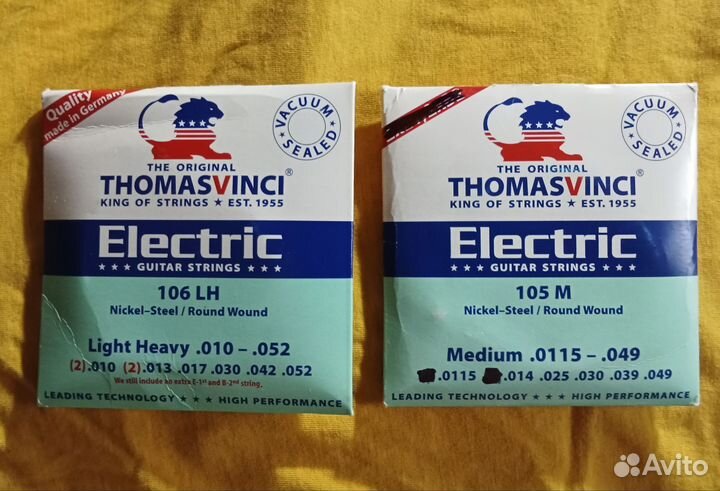 Quality
made in Germany
VACUUM SEALED
THE ORIGINAL
THOMASVINCI®
KING OF STRINGS ★ EST. 1955
Electric
★ ★ ★ GUITAR STRINGS ★ ★ ★
106 LH
Nickel–Steel / Round Wound
Light Heavy .010 – .052
(2).010 (2).013 .017 .030 .042 .052
We still include an extra E-1st and B-2nd string.
LEADING TECHNOLOGY ★ ★ ★ HIGH PERFORMANCE
VACUUM SEALED
THE ORIGINAL
THOMASVINCI®
KING OF STRINGS ★ EST. 1955
Electric
★ ★ ★ GUITAR STRINGS ★ ★ ★
105 M
Nickel–Steel / Round Wound
Medium .0115 – .049
.0115 .014 .025 .030 .039 .049
LEADING TECHNOLOGY ★ ★ ★ HIGH PERFORMANCE
Avito